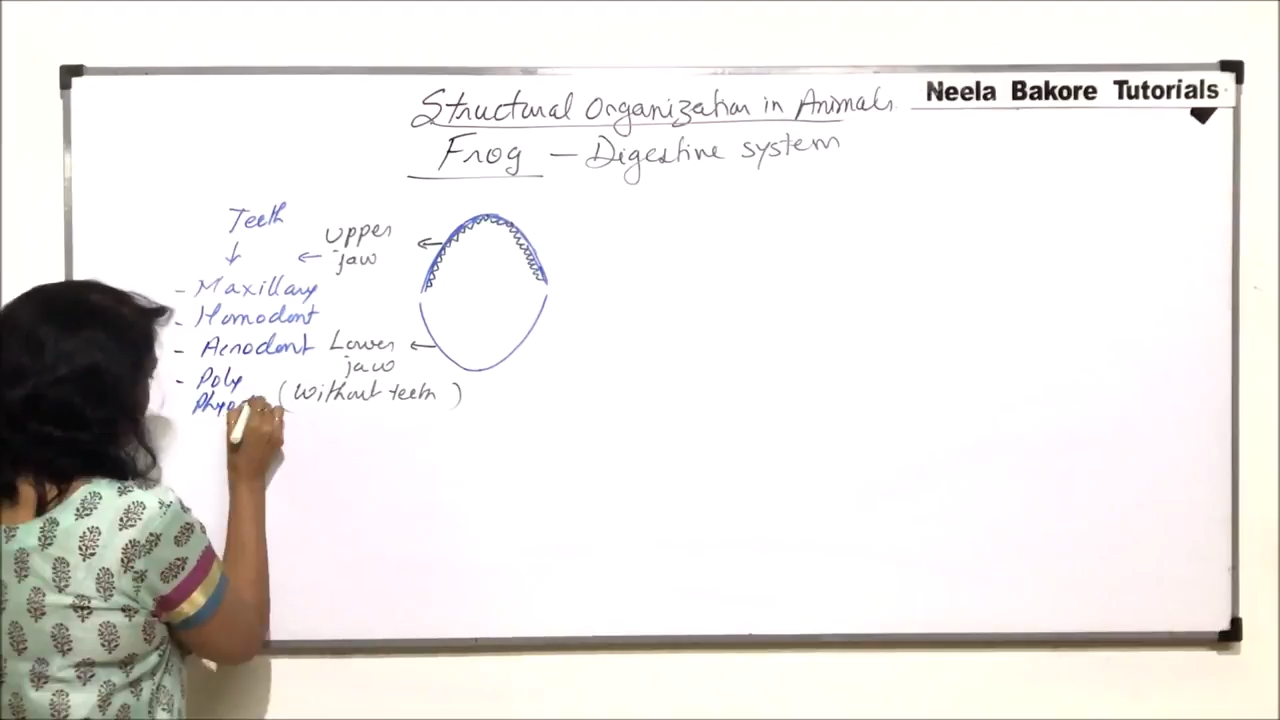 Neela Bakore Tutorials
Structural Organization in Animals
Frog - Digestive system
Teeth
Upper
jaw
- Maxillary
- Homodont
- Acrodont
Lower
jaw
- Poly
(Without teeth)